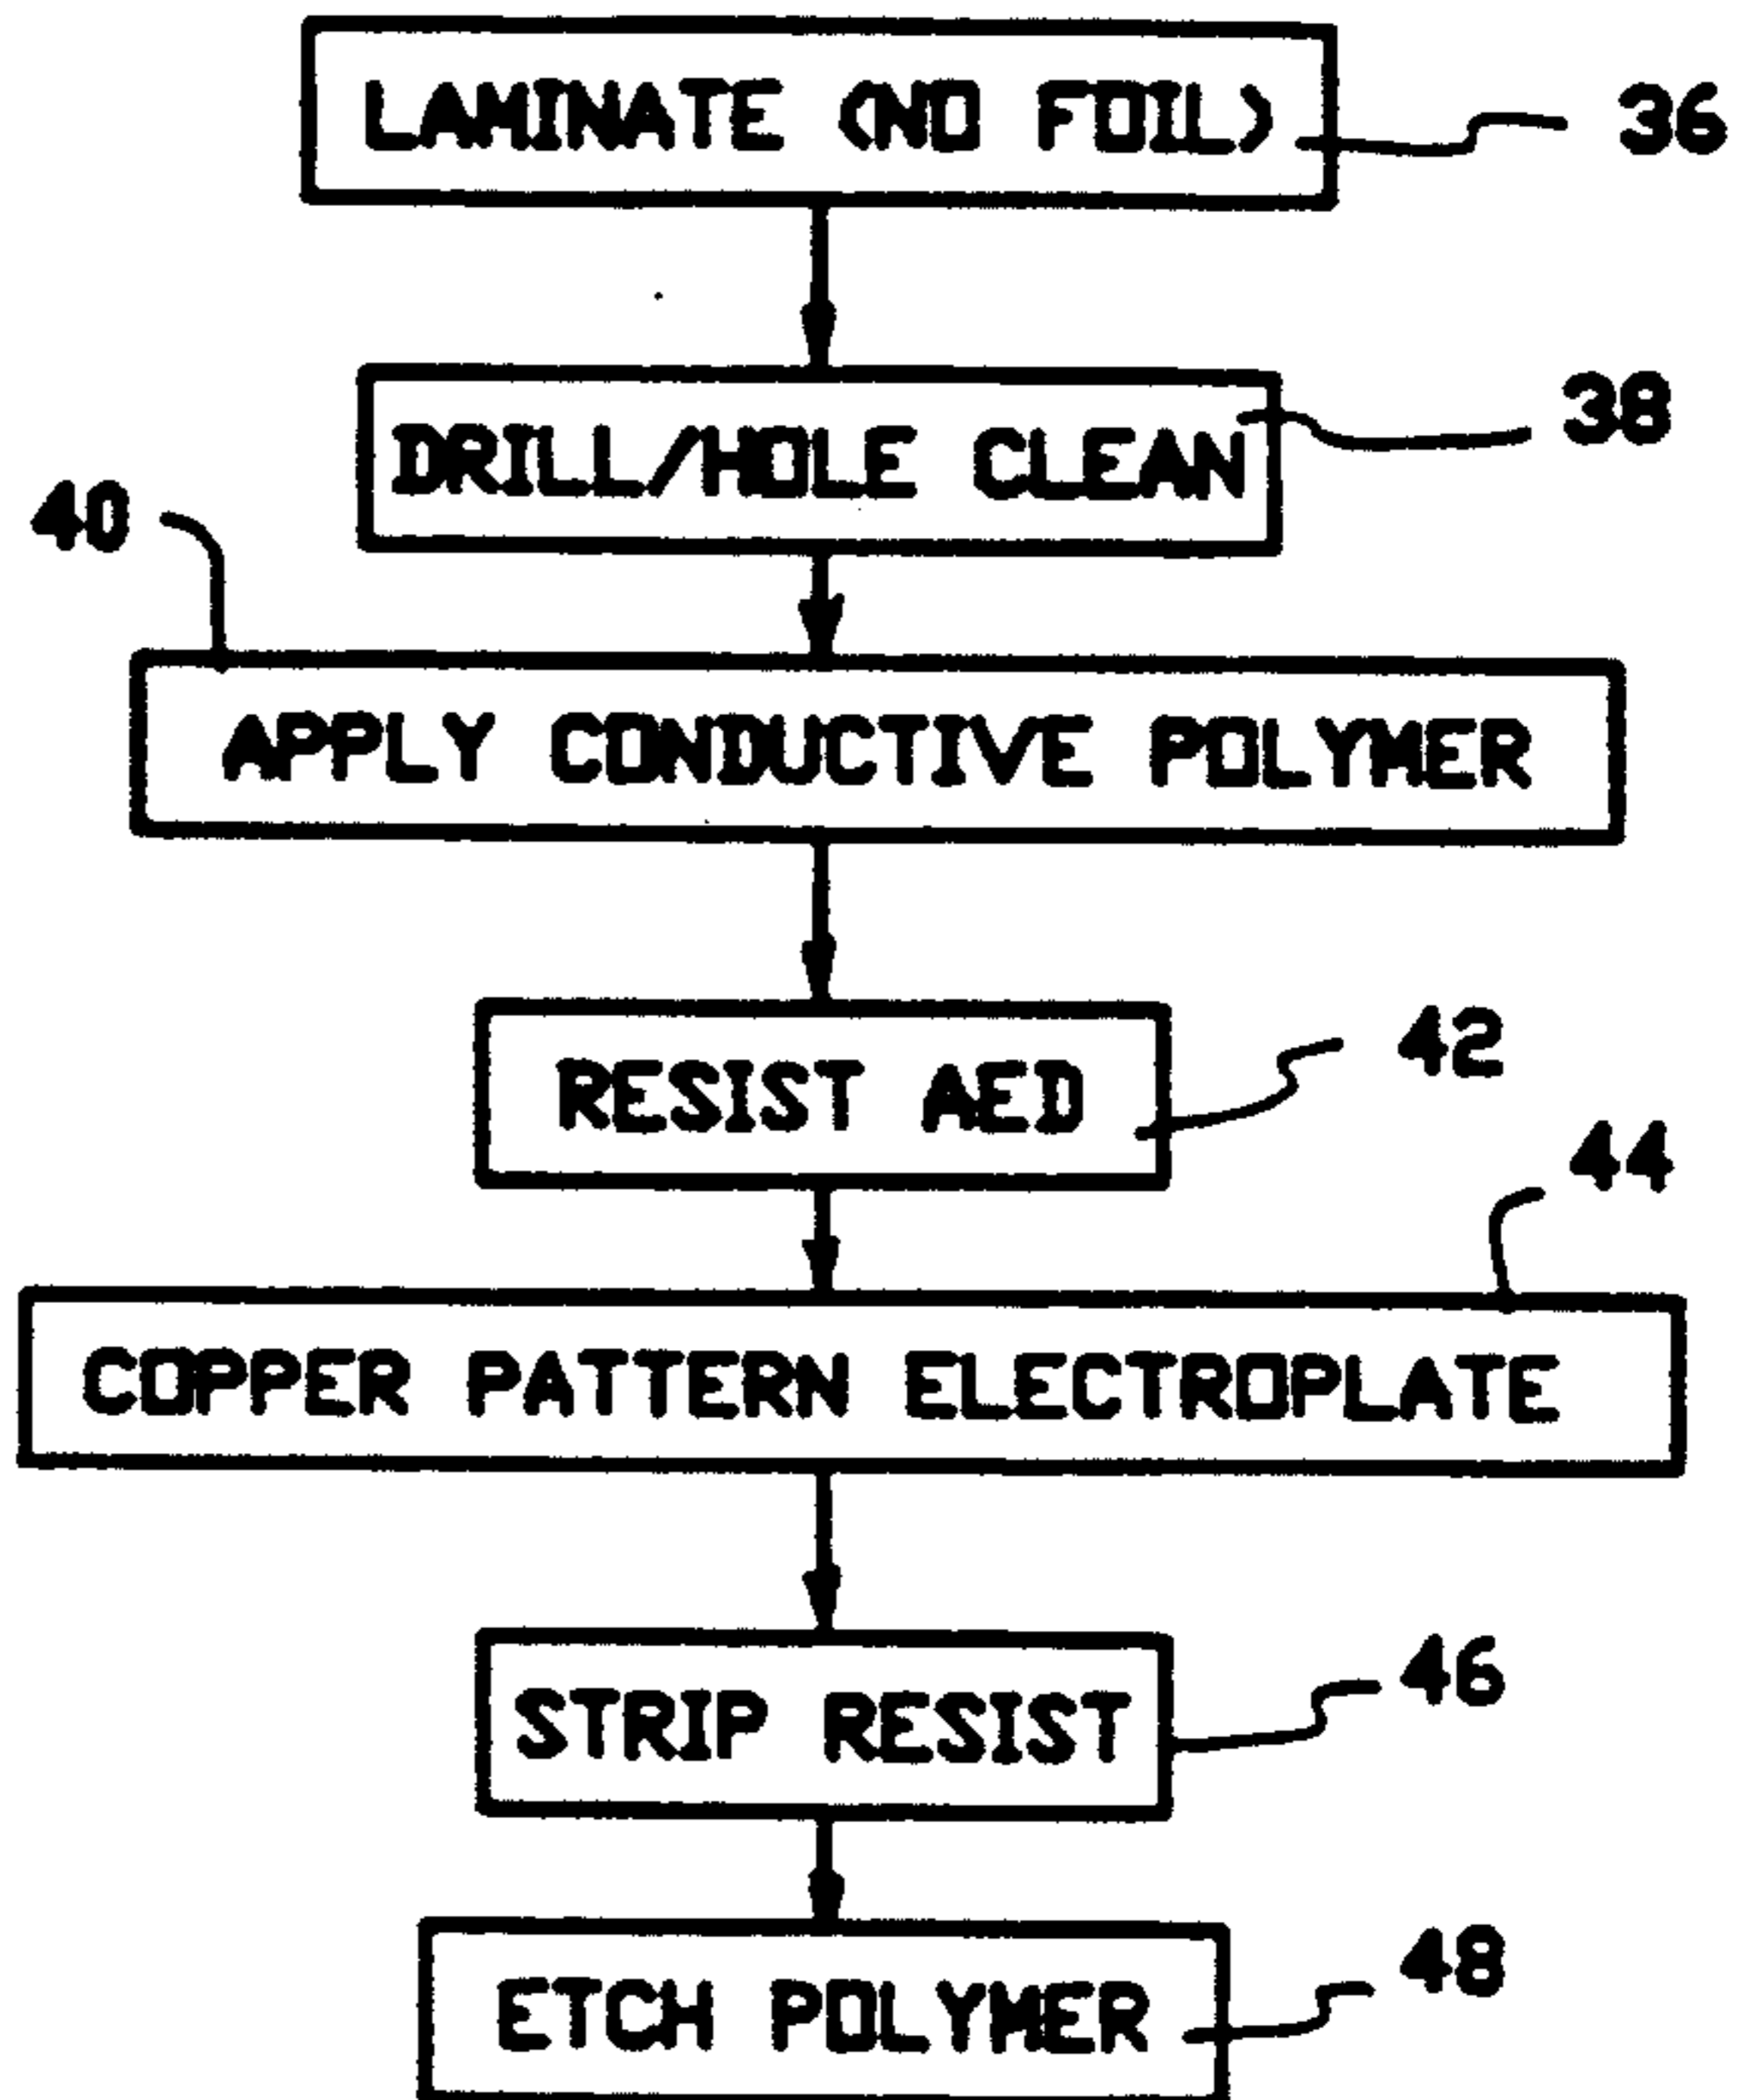 LAMINATE (NO FOIL)
36
DRILL/HOLE CLEAN
38
40
APPLY CONDUCTIVE POLYMER
RESIST AED
42
44
COPPER PATTERN ELECTROPLATE
STRIP RESIST
46
ETCH POLYMER
48